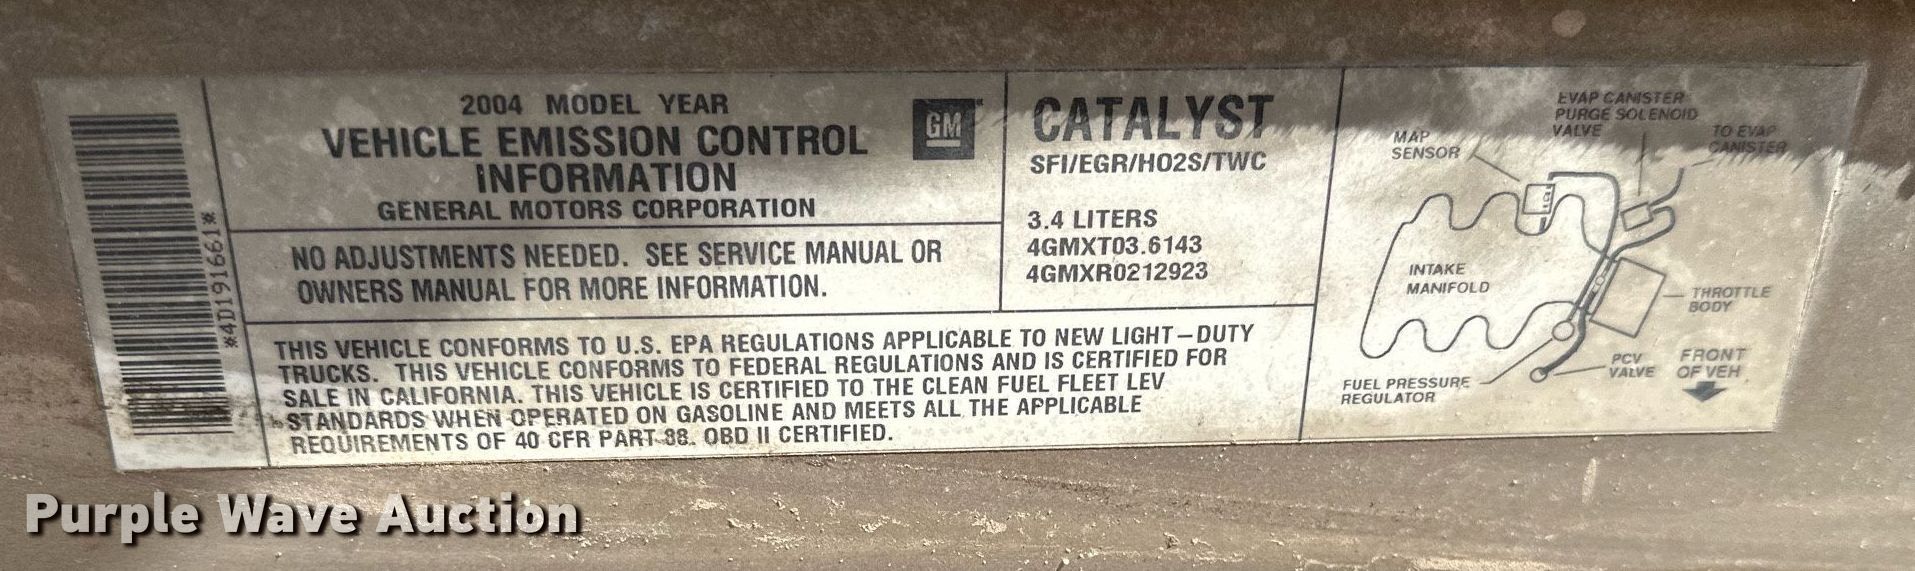 *4D191661*
2004 MODEL YEAR
VEHICLE EMISSION CONTROL
INFORMATION
GENERAL MOTORS CORPORATION
GM
NO ADJUSTMENTS NEEDED. SEE SERVICE MANUAL OR
OWNERS MANUAL FOR MORE INFORMATION.
THIS VEHICLE CONFORMS TO U.S. EPA REGULATIONS APPLICABLE TO NEW LIGHT-DUTY
TRUCKS. THIS VEHICLE CONFORMS TO FEDERAL REGULATIONS AND IS CERTIFIED FOR
SALE IN CALIFORNIA. THIS VEHICLE IS CERTIFIED TO THE CLEAN FUEL FLEET LEV
STANDARDS WHEN OPERATED ON GASOLINE AND MEETS ALL THE APPLICABLE
REQUIREMENTS OF 40 CFR PART 88. OBD II CERTIFIED.
CATALYST
SFI/EGR/HO2S/TWC
3.4 LITERS
4GMXT03.6143
4GMXR0212923
EVAP CANISTER
PURGE SOLENOID
VALVE
MAP
SENSOR
TO EVAP
CANISTER
INTAKE
MANIFOLD
THROTTLE
BODY
PCV
VALVE
FRONT
OF VEH
FUEL PRESSURE
REGULATOR
Purple Wave Auction